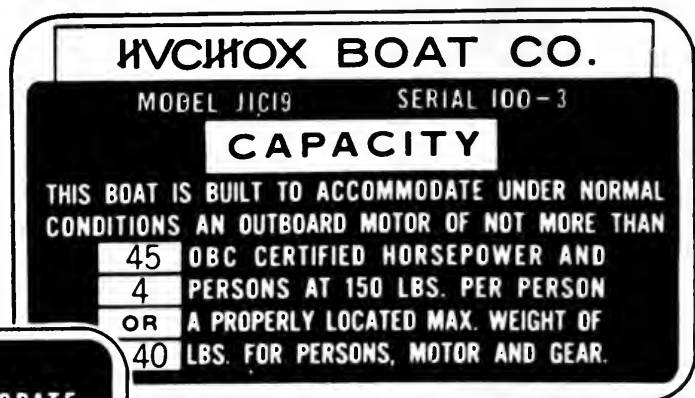 BOAT CO.
MODEL J1C19 SERIAL 100-3
CAPACITY
THIS BOAT IS BUILT TO ACCOMMODATE UNDER NORMAL
CONDITIONS AN OUTBOARD MOTOR OF NOT MORE THAN
45 OBC CERTIFIED HORSEPOWER AND
4 PERSONS AT 150 LBS. PER PERSON
OR A PROPERLY LOCATED MAX. WEIGHT OF
40 LBS. FOR PERSONS, MOTOR AND GEAR.